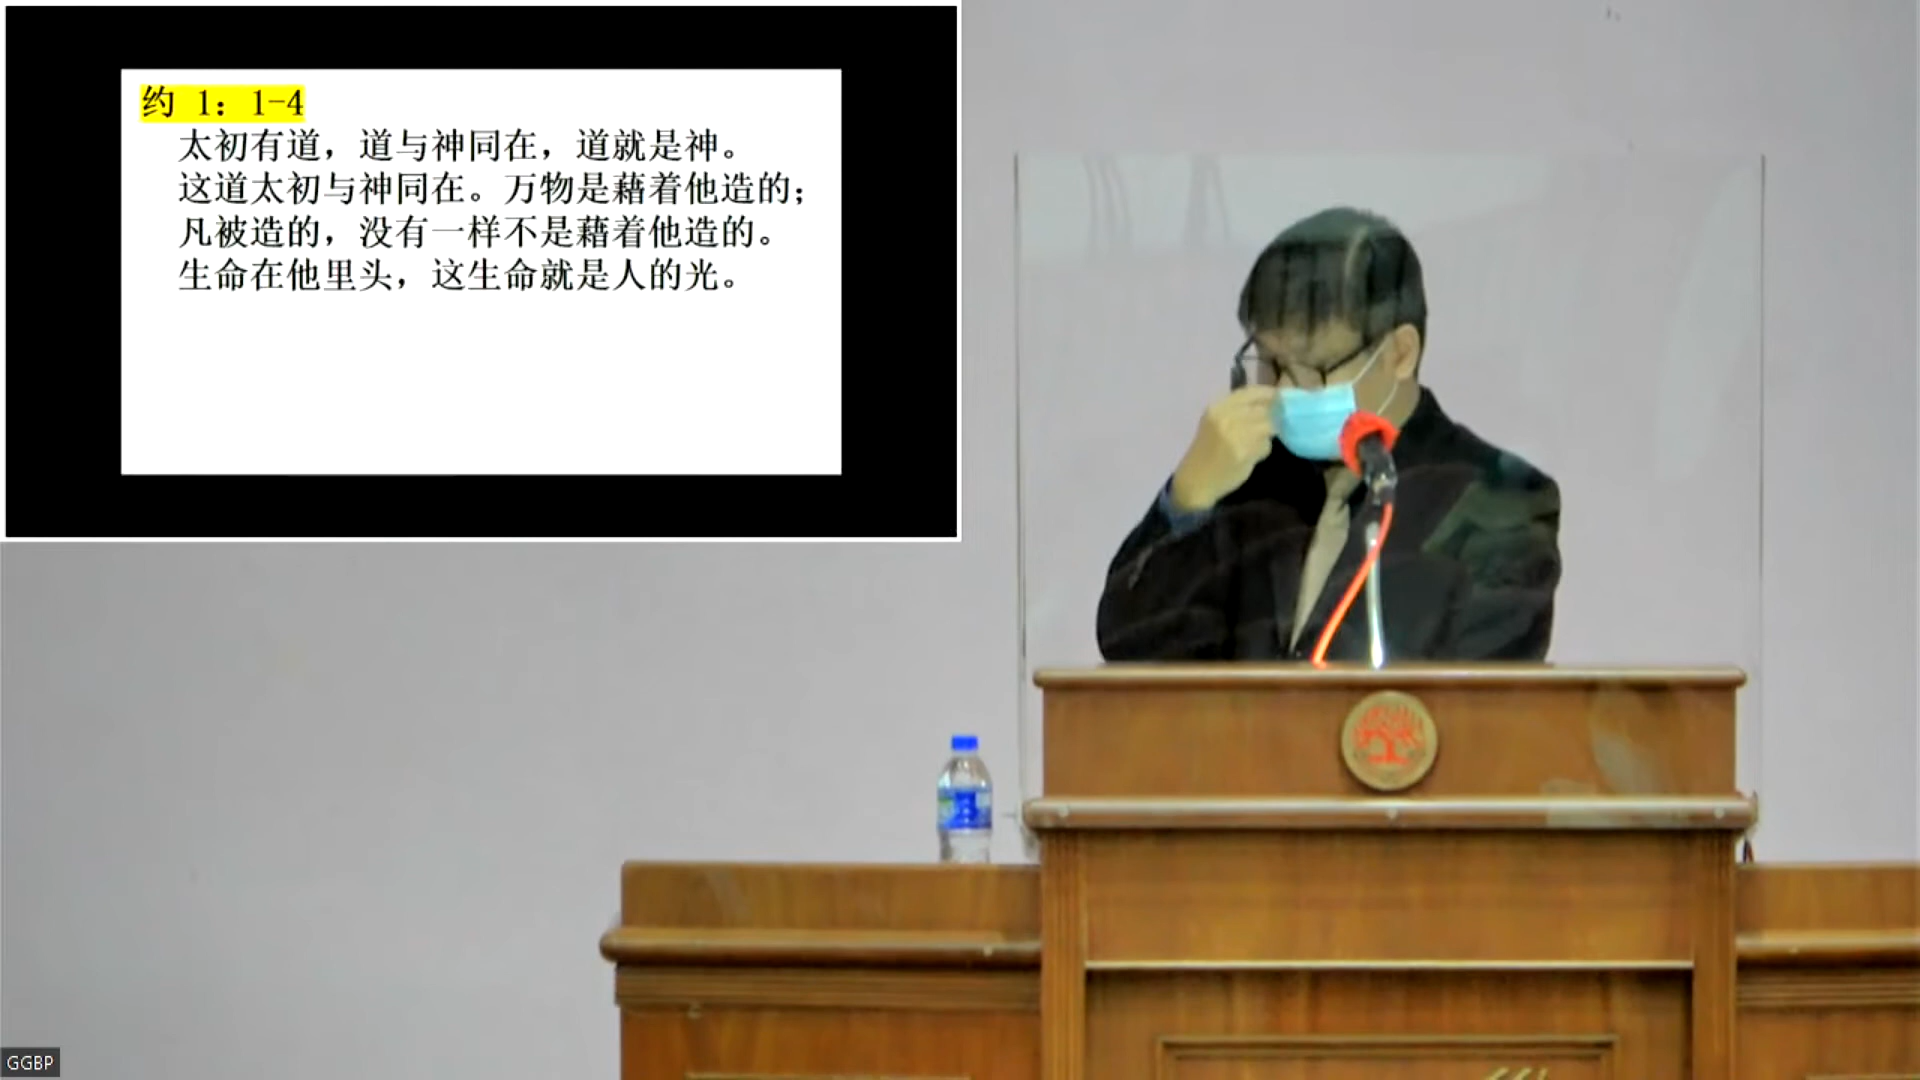 约 1: 1-4
太初有道，道与神同在，道就是神。
这道太初与神同在。万物是藉着他造的；
凡被造的，没有一样不是藉着他造的。
生命在他里头，这生命就是人的光。
GGBP